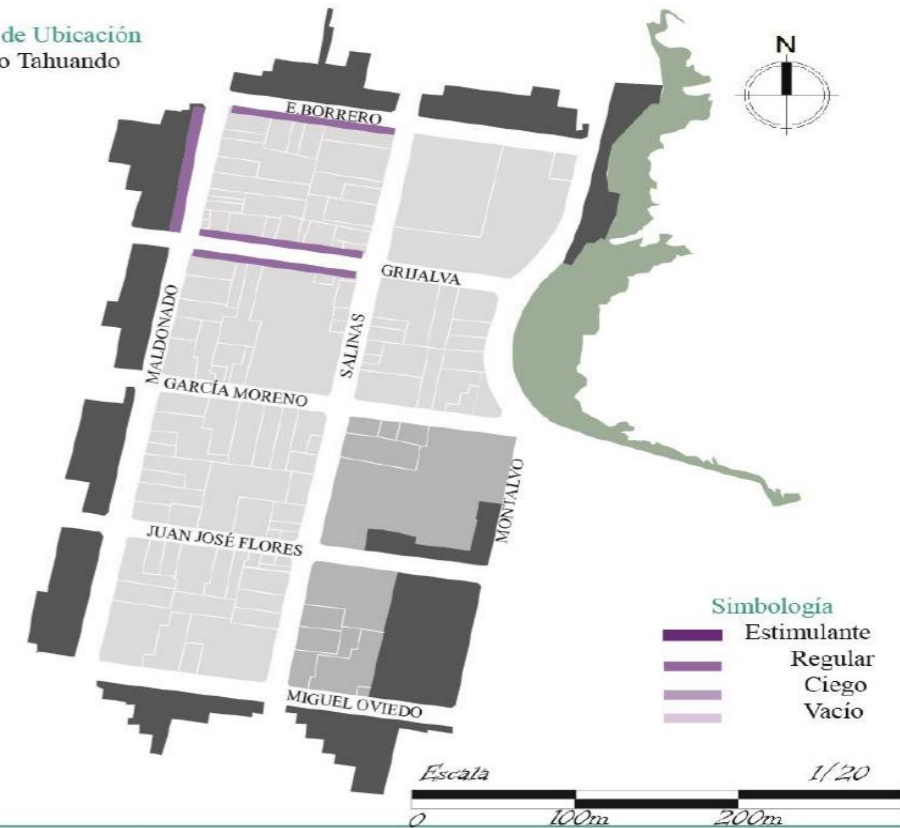 de Ubicación
o Tahuando
N
E.BORRERO
GRIJALVA
MALDONADO
SALINAS
GARCÍA MORENO
MONTALVO
JUAN JOSÉ FLORES
MIGUEL OVIEDO
Simbología
Estimulante
Regular
Ciego
Vacío
Escala 1/20
0 100m 200m